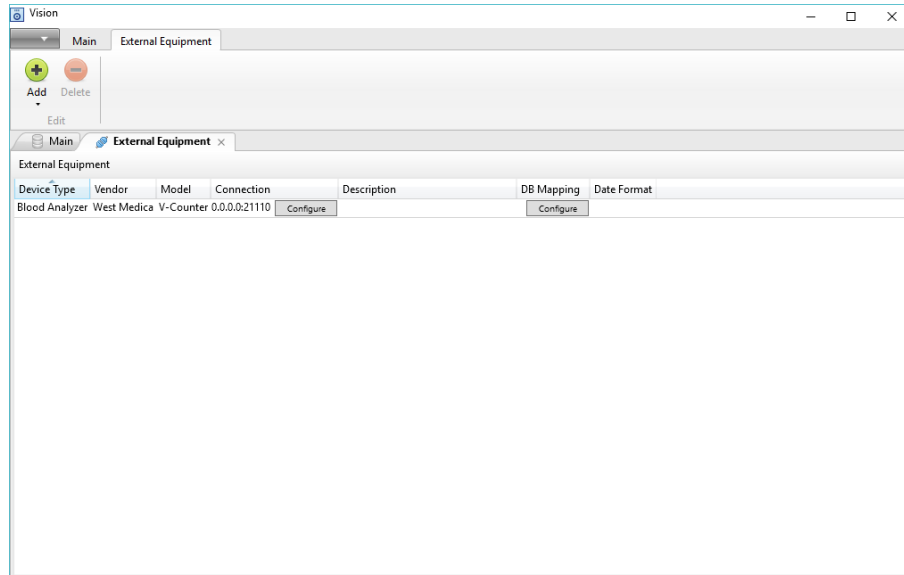 Vision
Main External Equipment
Add Delete
Edit
Main External Equipment
External Equipment
Device Type Vendor Model Connection Description DB Mapping Date Format
Blood Analyzer West Medica V-Counter 0.0.0.0:21110 Configure Configure